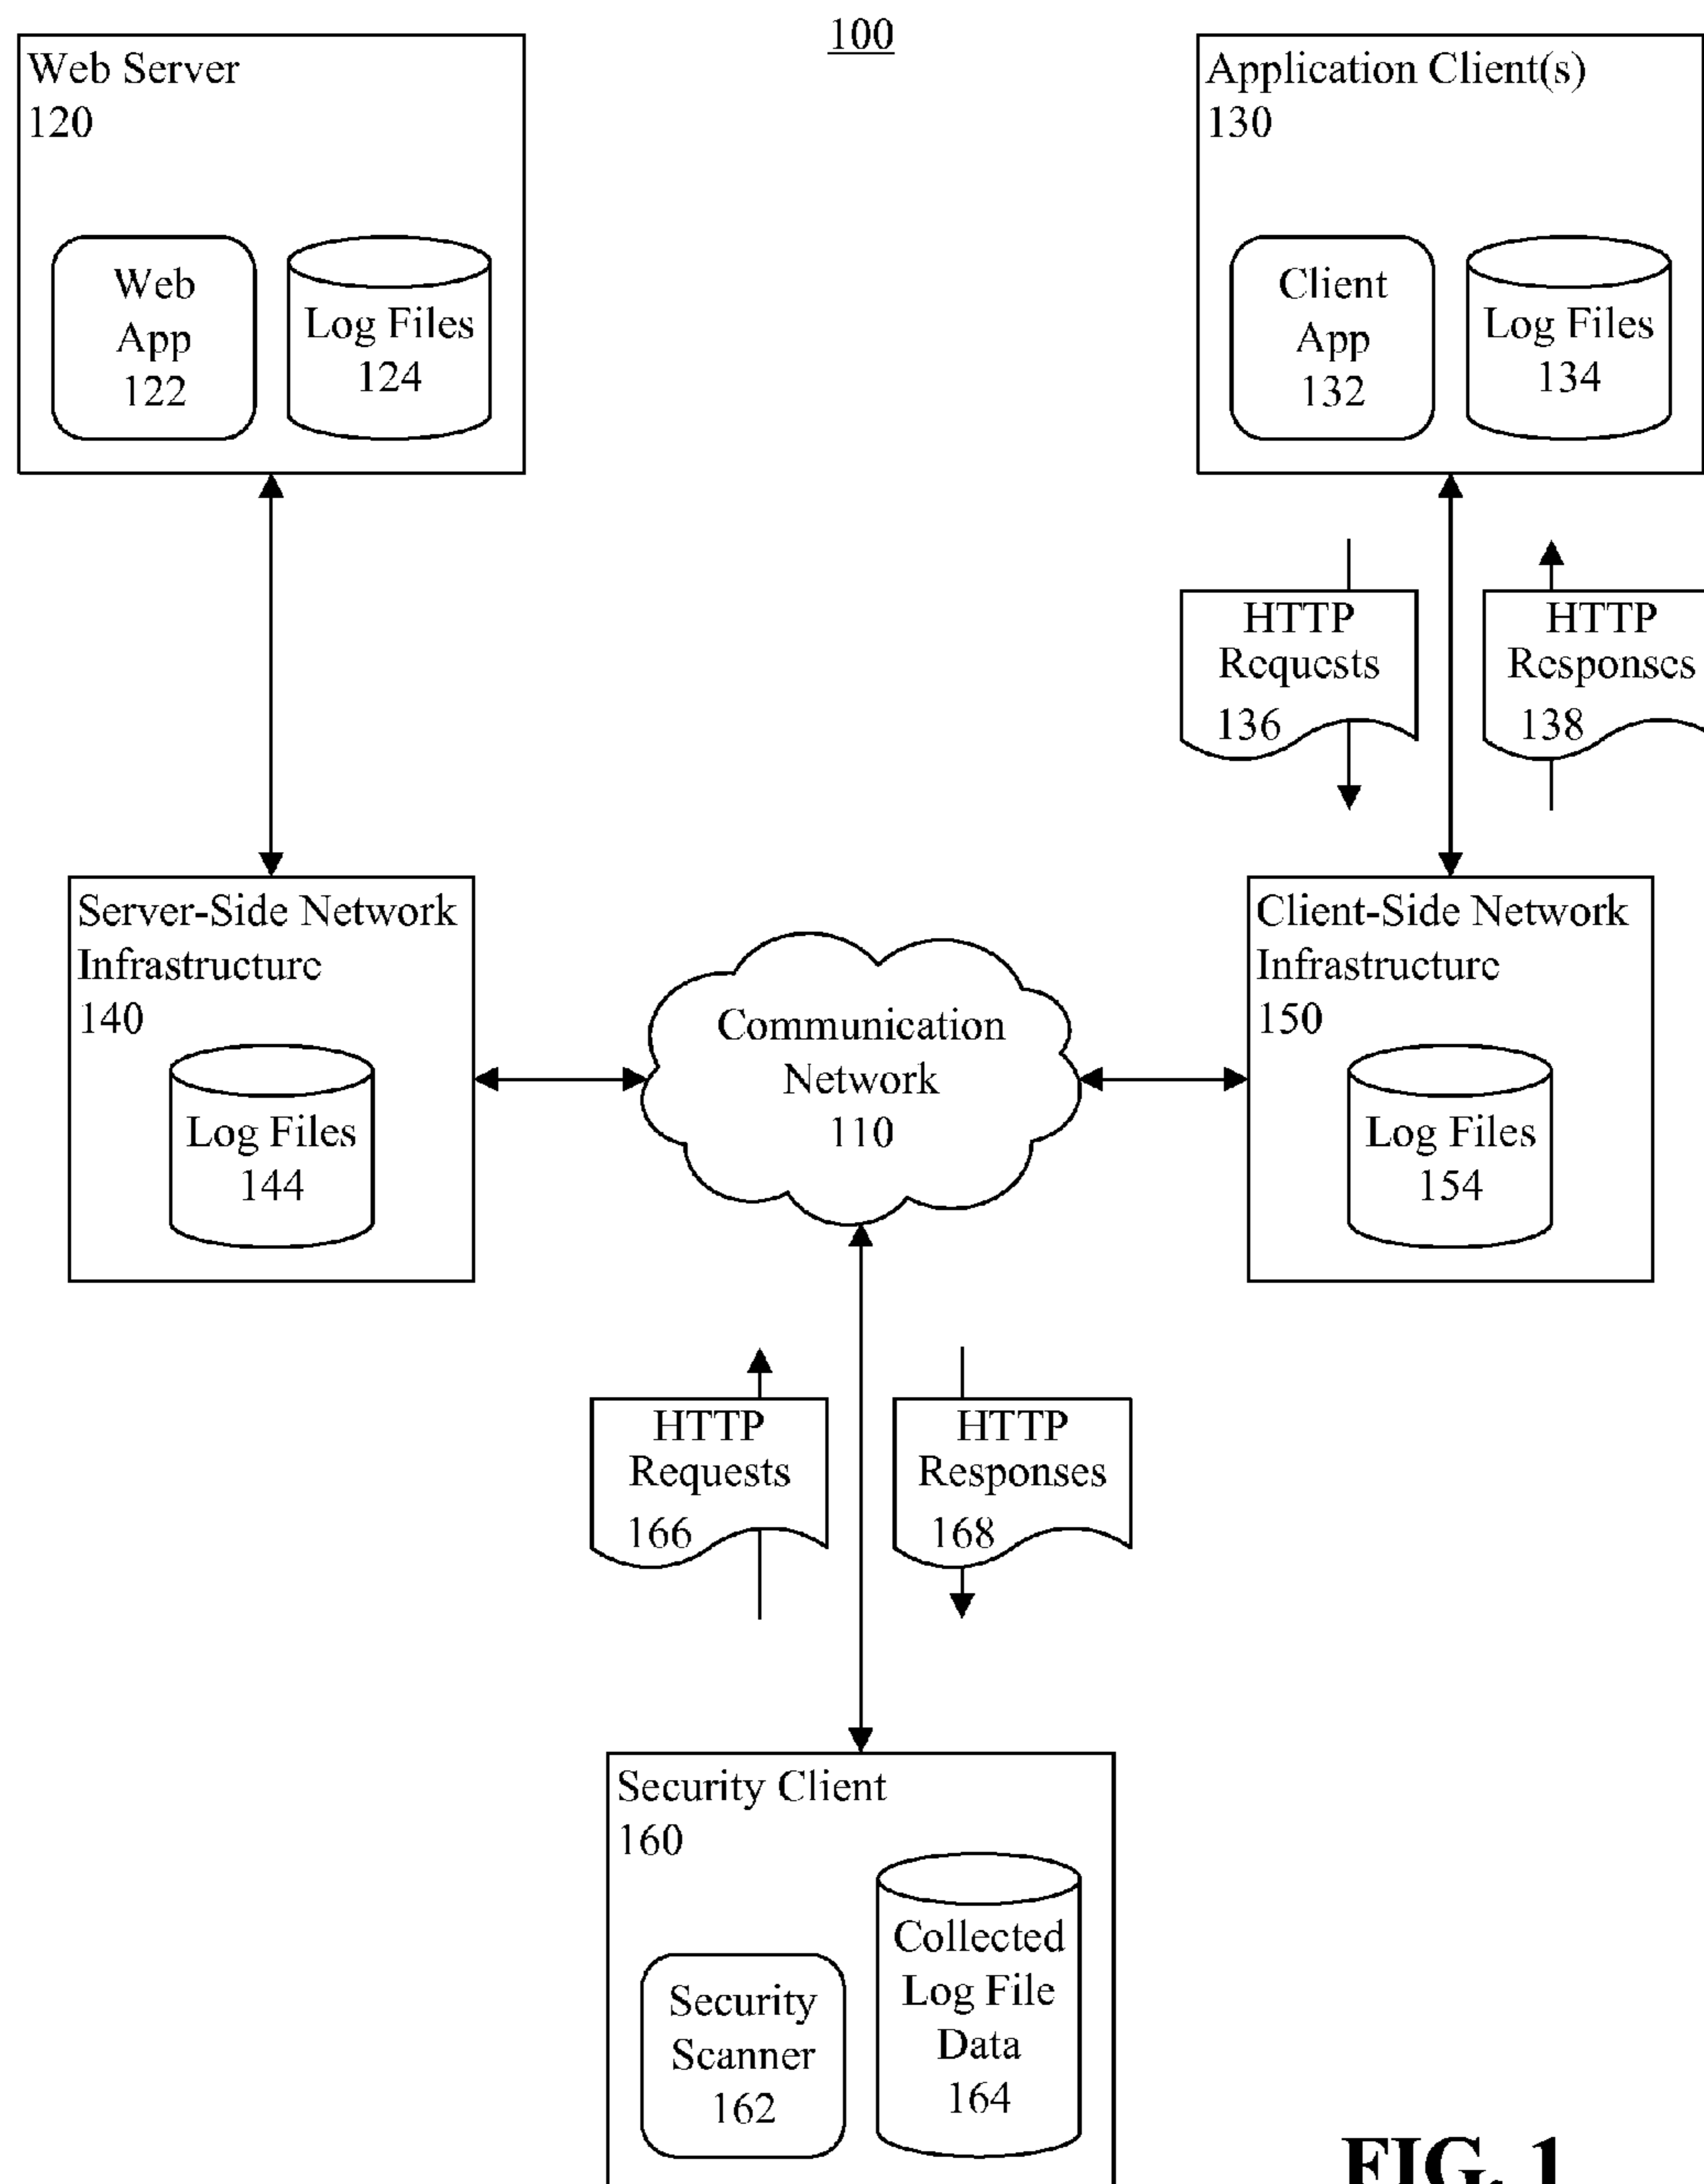 100
Web Server
120
Web
App
122
Log Files
124
Application Client(s)
130
Client
App
132
Log Files
134
HTTP
Requests
136
HTTP
Responses
138
Server-Side Network
Infrastructure
140
Log Files
144
Communication
Network
110
Client-Side Network
Infrastructure
150
Log Files
154
HTTP
Requests
166
HTTP
Responses
168
Security Client
160
Security
Scanner
162
Collected
Log File
Data
164
FIG. 1